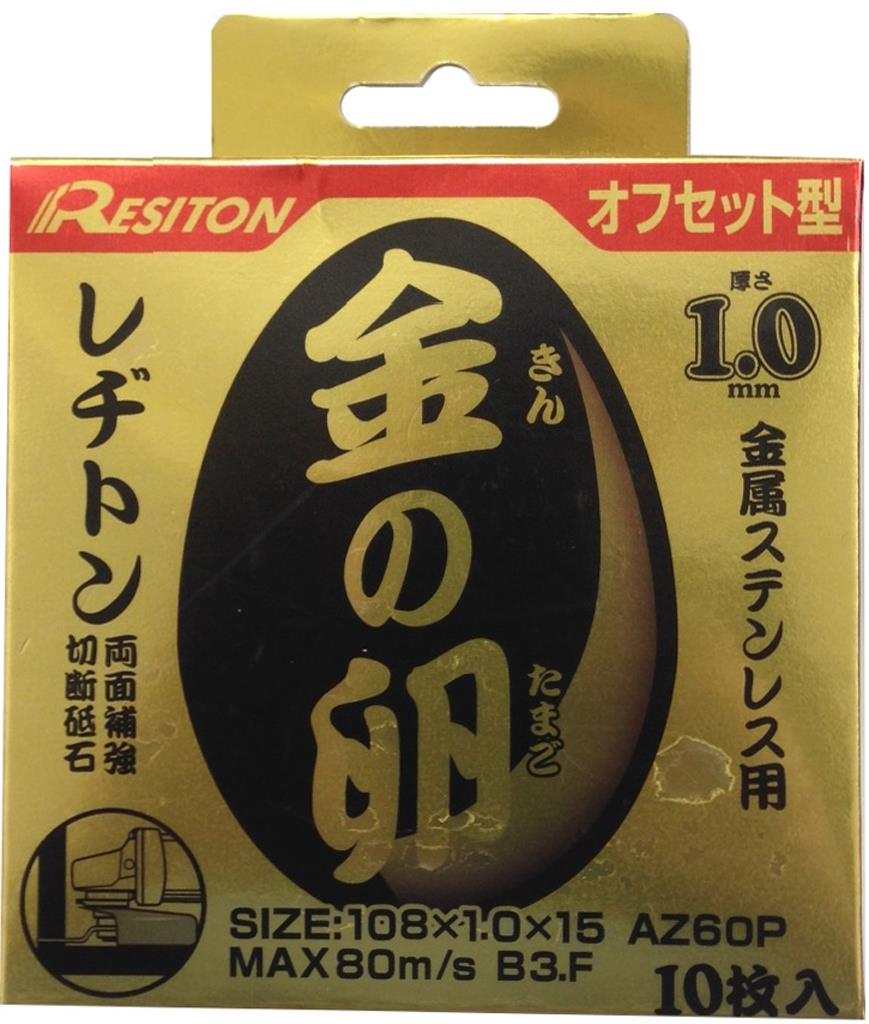 RESITON
オフセット型
厚さ
1.0
mm
金属ステンレス用
金の卵
きん
たまご
レヂトン
両面補強
切断砥石
SIZE:108×1.0×15 AZ60P
MAX80m/s B3.F
10枚入